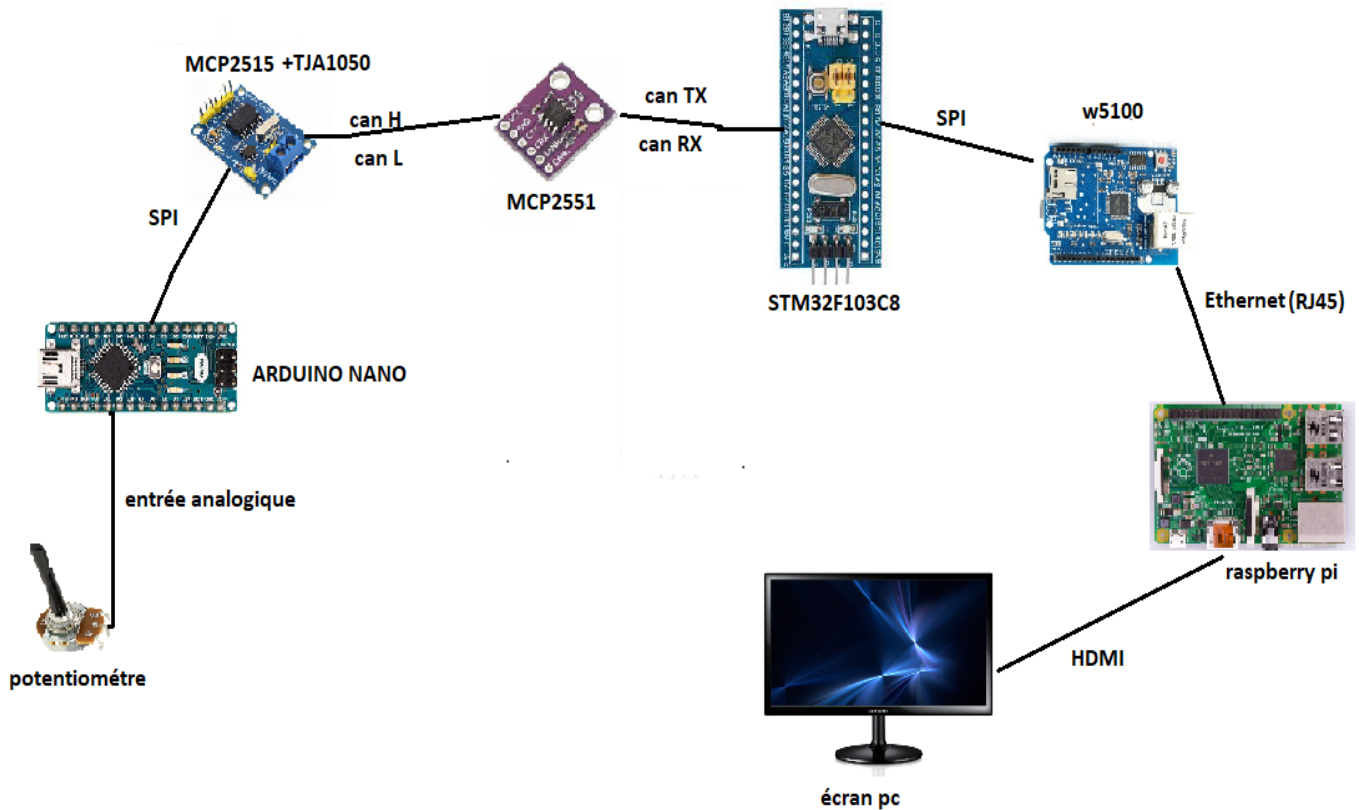 MCP2515 +TJA1050
can H
can L
MCP2551
can TX
can RX
SPI
w5100
SPI
STM32F103C8
Ethernet (RJ45)
ARDUINO NANO
entrée analogique
raspberry pi
potentiométre
HDMI
écran pc